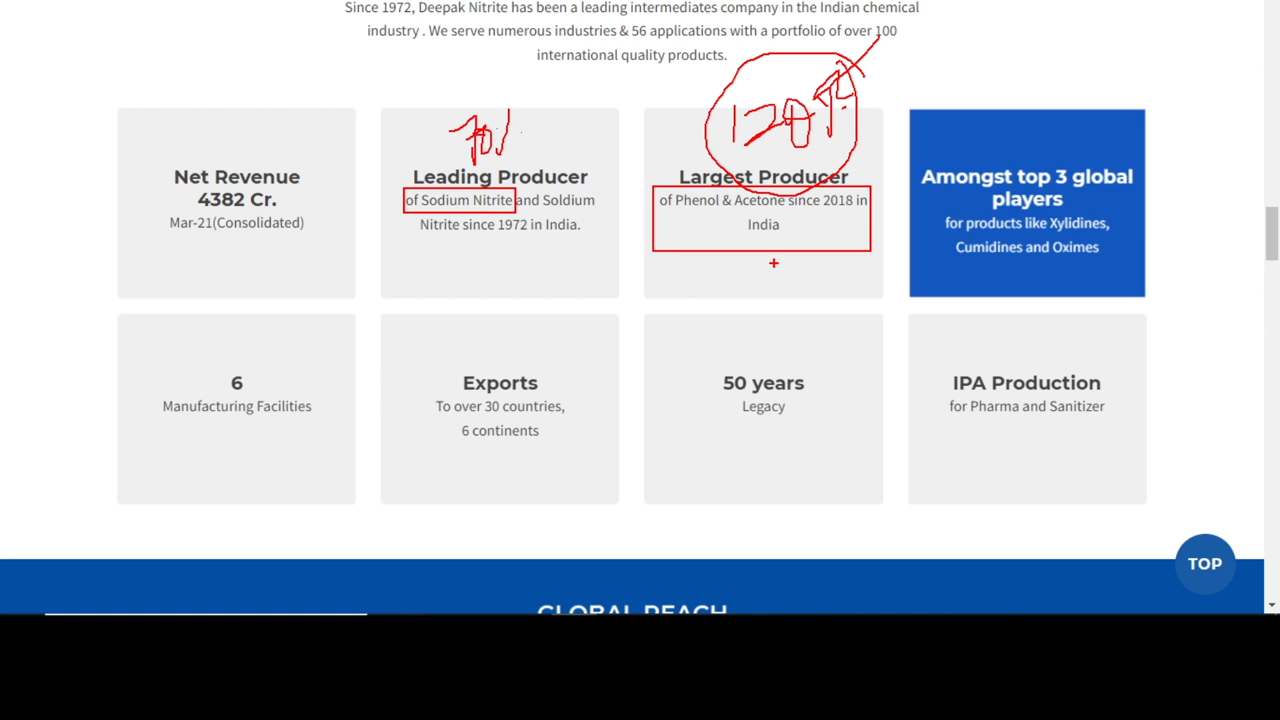 Since 1972, Deepak Nitrite has been a leading intermediates company in the Indian chemical
industry . We serve numerous industries & 56 applications with a portfolio of over 100
international quality products.
70%
120%
Net Revenue
4382 Cr.
Mar-21(Consolidated)
Leading Producer
of Sodium Nitrite and Soldium
Nitrite since 1972 in India.
Largest Producer
of Phenol & Acetone since 2018 in
India
Amongst top 3 global
players
for products like Xylidines,
Cumidines and Oximes
6
Manufacturing Facilities
Exports
To over 30 countries,
6 continents
50 years
Legacy
IPA Production
for Pharma and Sanitizer
TOP
GLOBAL REACH